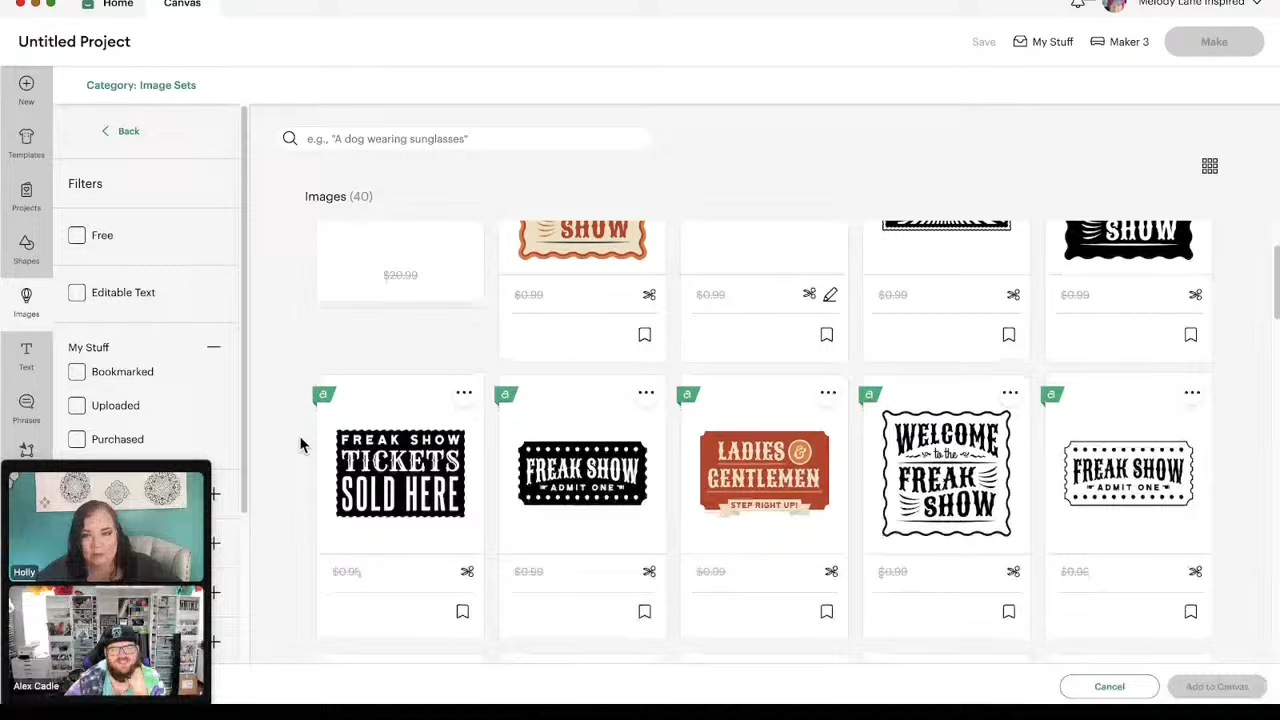 Home
Canvas
Melody Lane Inspired
Untitled Project
Save
My Stuff
Maker 3
Make
Category: Image Sets
New
Back
e.g., "A dog wearing sunglasses"
Templates
Filters
Images (40)
Projects
Free
SHOW
SHOW
Shapes
$20.99
Editable Text
$0.99
$0.99
$0.99
$0.99
Images
My Stuff
Bookmarked
Text
Uploaded
a
a
a
a
a
Phrases
Purchased
FREAK SHOW
TICKETS
SOLD HERE
FREAK SHOW
ADMIT ONE
LADIES &
GENTLEMEN
STEP RIGHT UP!
WELCOME
to the
FREAK
SHOW
FREAK SHOW
ADMIT ONE
Holly
$0.99
$0.99
$0.99
$0.99
$0.99
Alex Cadle
Cancel
Add to Canvas